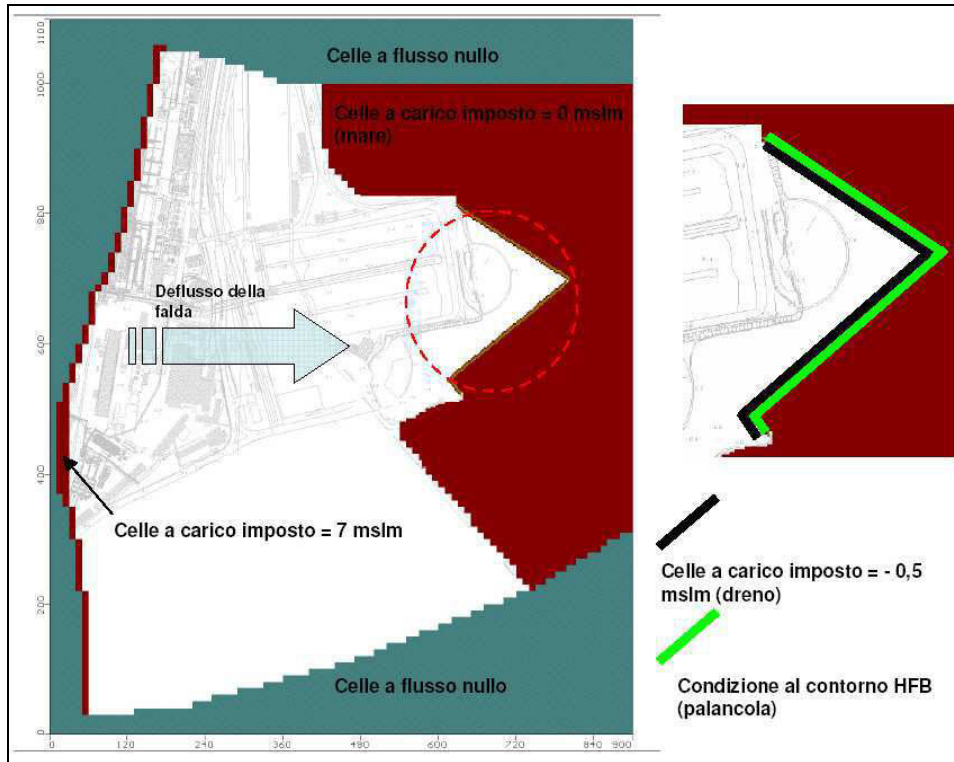 Celle a flusso nullo
Celle a carico imposto = 0 mslm
(mare)
Deflusso della
falda
Celle a carico imposto = 7 mslm
Celle a flusso nullo
Celle a carico imposto = - 0,5
mslm (dreno)
Condizione al contorno HFB
(palancola)
1100
1000
800
600
400
200
0
0 120 240 360 480 600 720 840 900